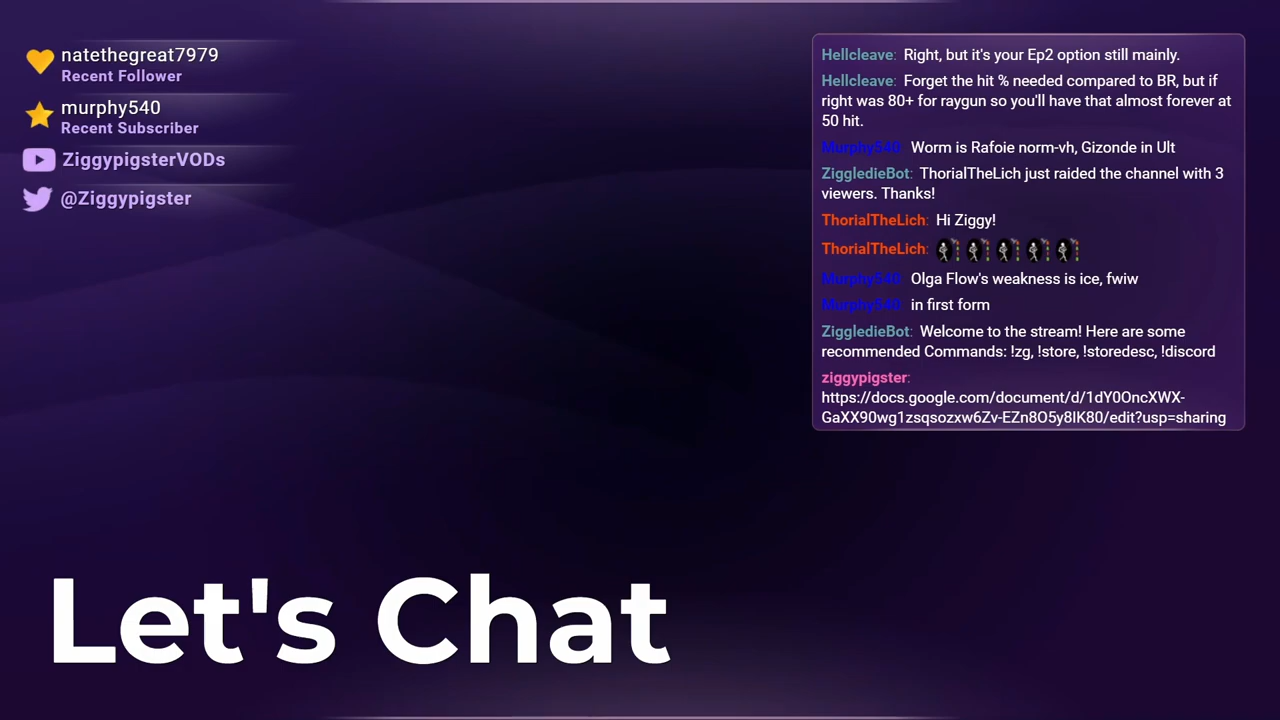 natethegreat7979
Recent Follower
murphy540
Recent Subscriber
ZiggypigsterVODs
@Ziggypigster
Hellcleave: Right, but it's your Ep2 option still mainly.
Hellcleave: Forget the hit % needed compared to BR, but if
right was 80+ for raygun so you'll have that almost forever at
50 hit.
Murphy540: Worm is Rafoie norm-vh, Gizonde in Ult
ZiggledieBot: ThorialTheLich just raided the channel with 3
viewers. Thanks!
ThorialTheLich: Hi Ziggy!
ThorialTheLich:
Murphy540: Olga Flow's weakness is ice, fwiw
Murphy540: in first form
ZiggledieBot: Welcome to the stream! Here are some
recommended Commands: !zg, !store, !storedesc, !discord
ziggypigster:
https://docs.google.com/document/d/1dY0OncXWX-
GaXX90wg1zsqsozxw6Zv-EZn8O5y8lK80/edit?usp=sharing
Let's Chat